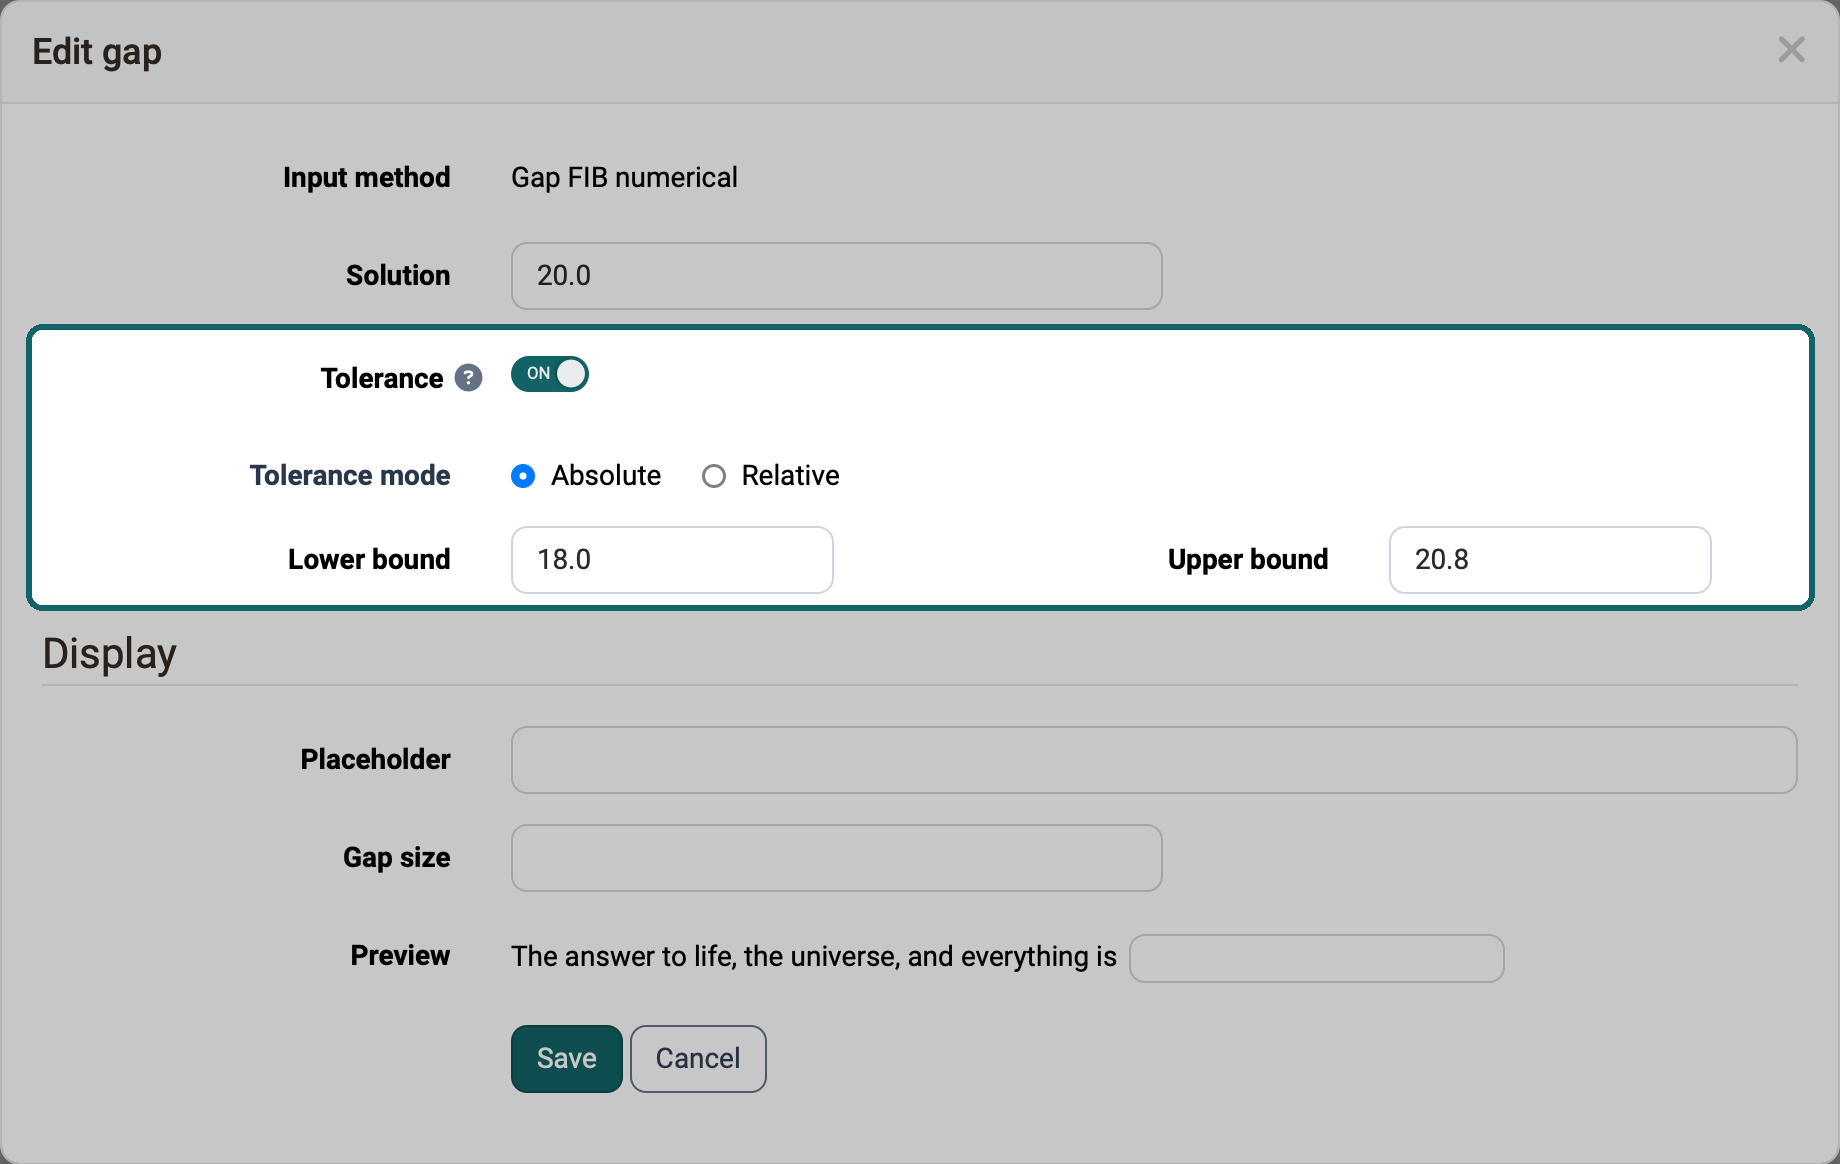 Edit gap
Input method Gap FIB numerical
Solution 20.0
Tolerance ? ON
Tolerance mode Absolute Relative
Lower bound 18.0 Upper bound 20.8
Display
Placeholder
Gap size
Preview The answer to life, the universe, and everything is
Save Cancel